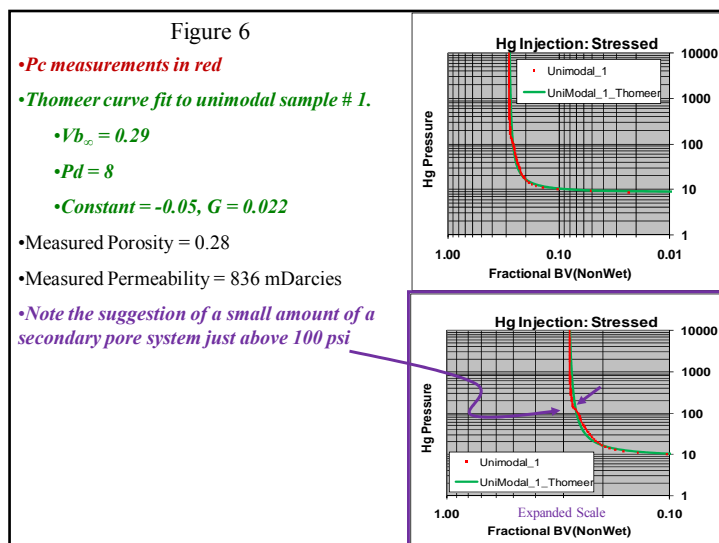 Figure 6
•Pc measurements in red
•Thomeer curve fit to unimodal sample # 1.
•Vb∞ = 0.29
•Pd = 8
•Constant = -0.05, G = 0.022
•Measured Porosity = 0.28
•Measured Permeability = 836 mDarcies
•Note the suggestion of a small amount of a
secondary pore system just above 100 psi
Hg Injection: Stressed
Unimodal_1
UniModal_1_Thomeer
10000
1000
100
10
1
Hg Pressure
1.00 0.10 0.01
Fractional BV(NonWet)
Hg Injection: Stressed
10000
1000
100
10
1
Hg Pressure
Unimodal_1
UniModal_1_Thomeer
1.00 Expanded Scale 0.10
Fractional BV(NonWet)